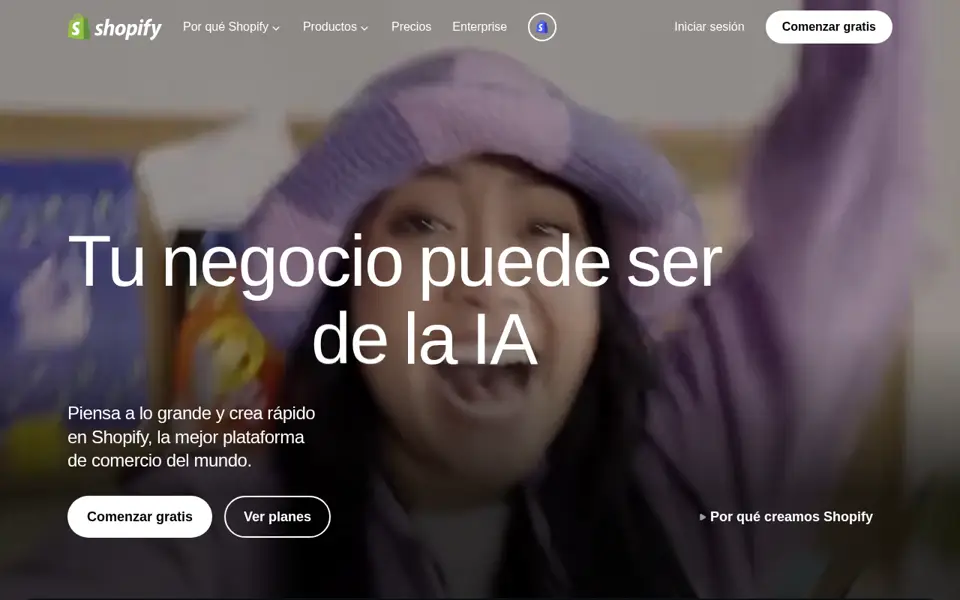 shopify
Por qué Shopify
Productos
Precios
Enterprise
Iniciar sesión
Comenzar gratis
Tu negocio puede ser
de la IA
Piensa a lo grande y crea rápido
en Shopify, la mejor plataforma
de comercio del mundo.
Comenzar gratis
Ver planes
Por qué creamos Shopify